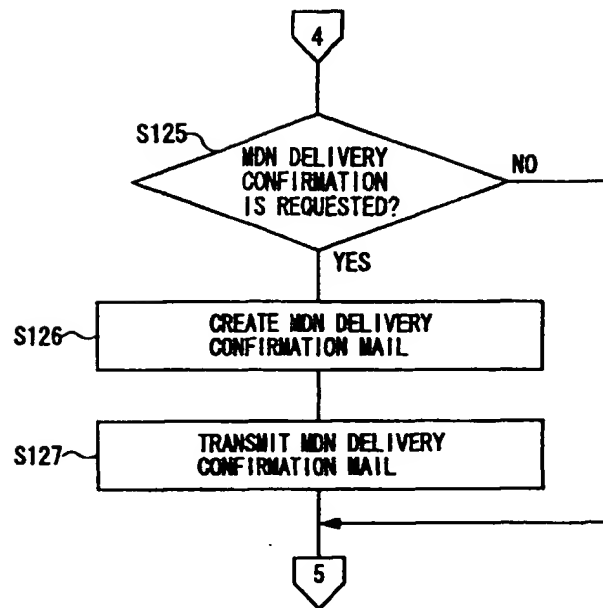 4
S125
MDN DELIVERY
CONFIRMATION
IS REQUESTED?
NO
YES
S126
CREATE MDN DELIVERY
CONFIRMATION MAIL
S127
TRANSMIT MDN DELIVERY
CONFIRMATION MAIL
5